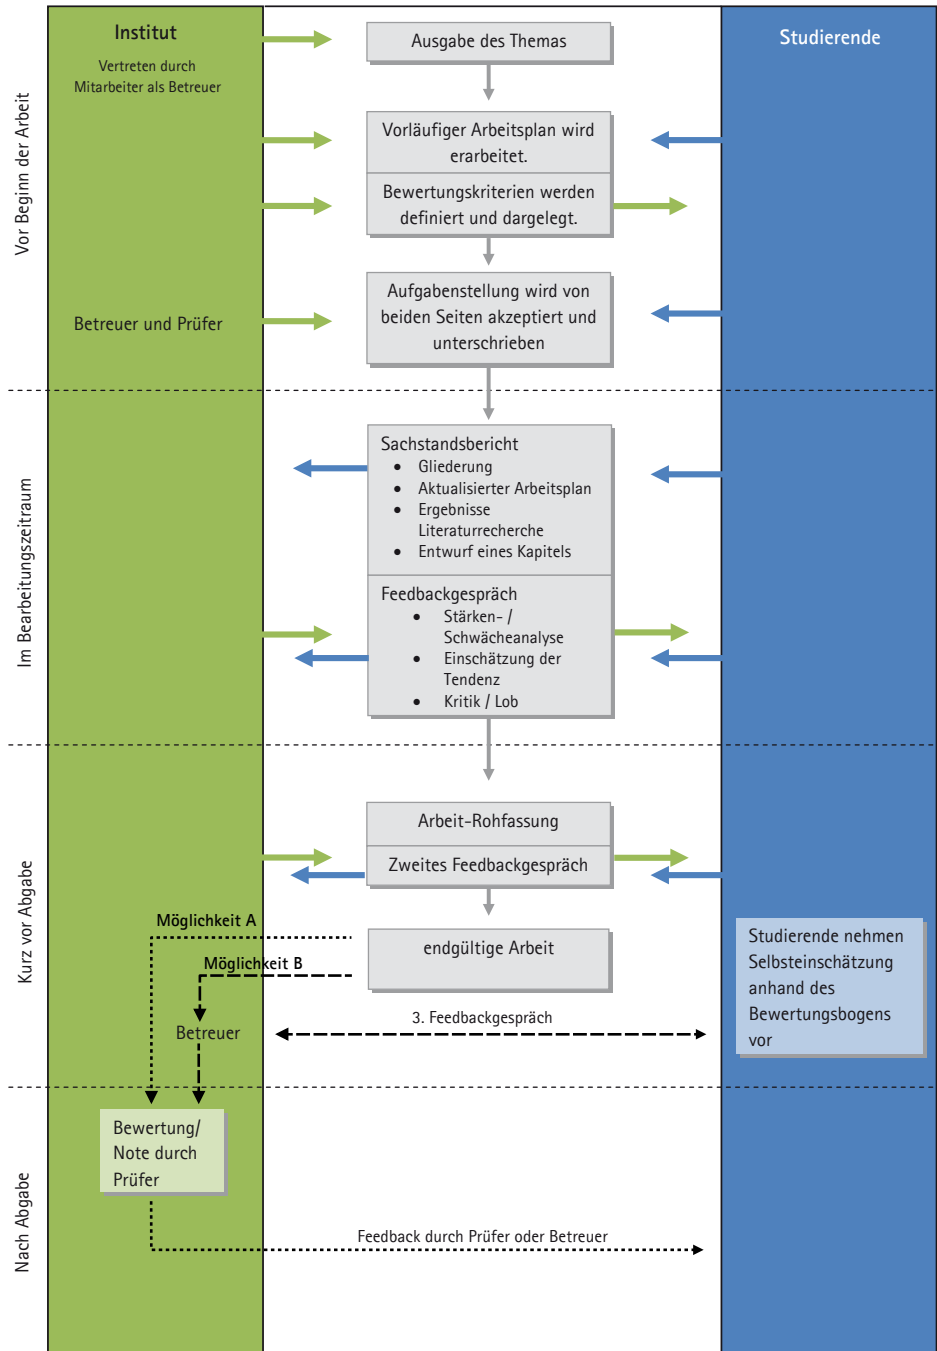 Institut
Vertreten durch
Mitarbeiter als Betreuer
Ausgabe des Themas
Studierende
Vor Beginn der Arbeit
Vorläufiger Arbeitsplan wird
erarbeitet.
Bewertungskriterien werden
definiert und dargelegt.
Betreuer und Prüfer
Aufgabenstellung wird von
beiden Seiten akzeptiert und
unterschrieben
Im Bearbeitungszeitraum
Sachstandsbericht
• Gliederung
• Aktualisierter Arbeitsplan
• Ergebnisse
Literaturrecherche
• Entwurf eines Kapitels
Feedbackgespräch
• Stärken- /
Schwächeanalyse
• Einschätzung der
Tendenz
• Kritik / Lob
Kurz vor Abgabe
Arbeit-Rohfassung
Zweites Feedbackgespräch
Möglichkeit A
endgültige Arbeit
Möglichkeit B
Betreuer
3. Feedbackgespräch
Studierende nehmen
Selbsteinschätzung
anhand des
Bewertungsbogens
vor
Nach Abgabe
Bewertung/
Note durch
Prüfer
Feedback durch Prüfer oder Betreuer